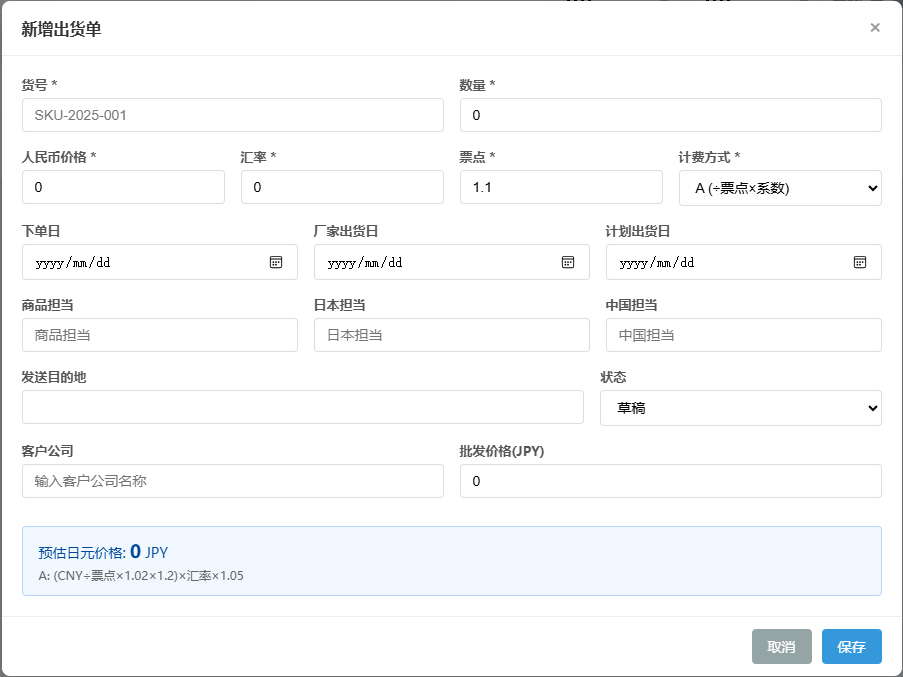 新增出货单 ×
货号 * 数量 *
SKU-2025-001 0
人民币价格 * 汇率 * 票点 * 计费方式 *
0 0 1.1 A (÷票点×系数)
下单日 厂家出货日 计划出货日
yyyy/mm/dd yyyy/mm/dd yyyy/mm/dd
商品担当 日本担当 中国担当
商品担当 日本担当 中国担当
发送目的地 状态
草稿
客户公司 批发价格(JPY)
输入客户公司名称 0
预估日元价格: 0 JPY
A: (CNY÷票点×1.02×1.2)×汇率×1.05
取消 保存